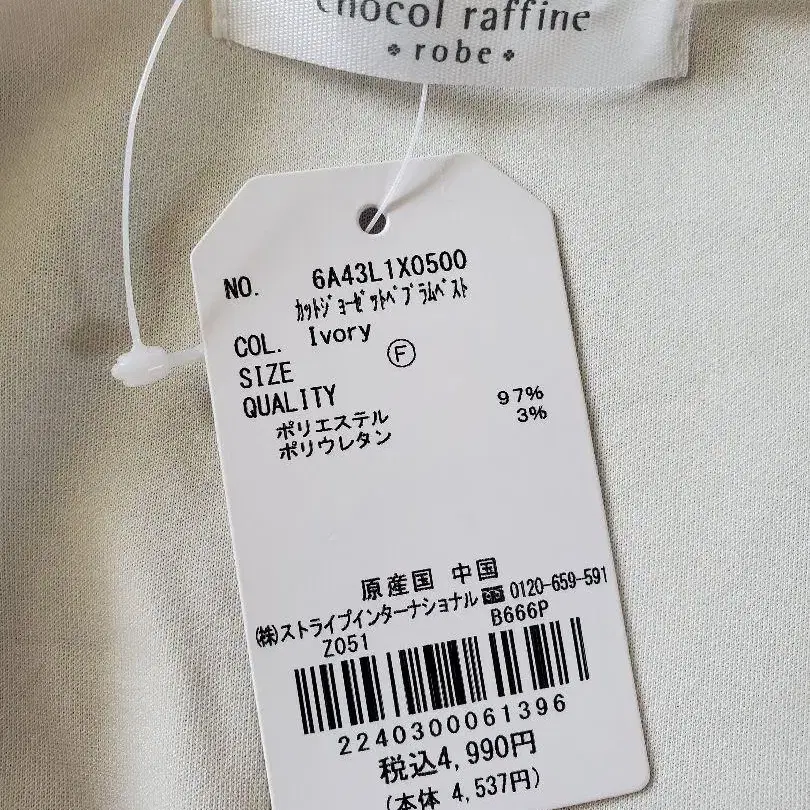 chocol raffine
robe
NO. 6A43L1X0500
ｶｯﾄｼﾞｮｰｾﾞｯﾄﾍﾟﾌﾟﾗﾑﾍﾞｽﾄ
COL. Ivory
SIZE Ⓕ
QUALITY
ポリエステル 97%
ポリウレタン 3%
原産国 中国
㈱ストライプインターナショナル 0120-659-591
Z051 B666P
2240300061396
税込4,990円
(本体 4,537円)